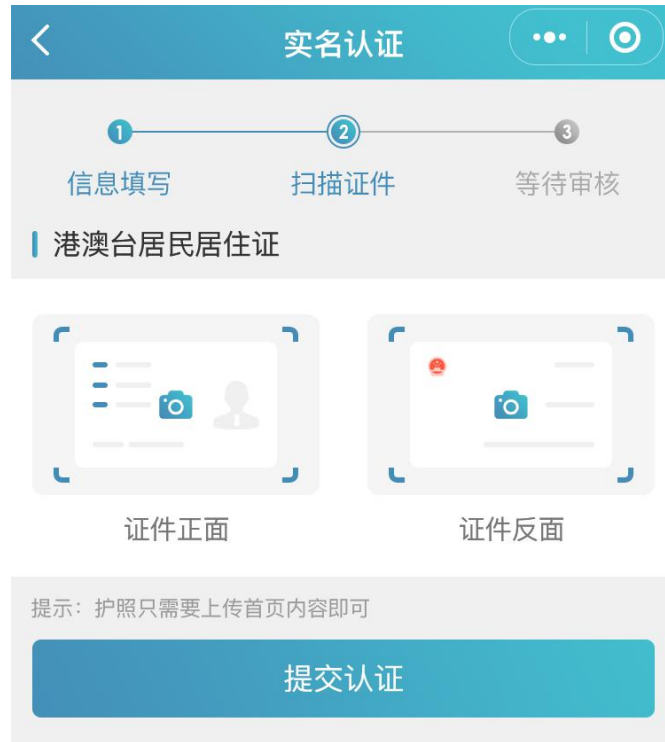 实名认证
1 2 3
信息填写 扫描证件 等待审核
港澳台居民居住证
证件正面 证件反面
提示：护照只需要上传首页内容即可
提交认证